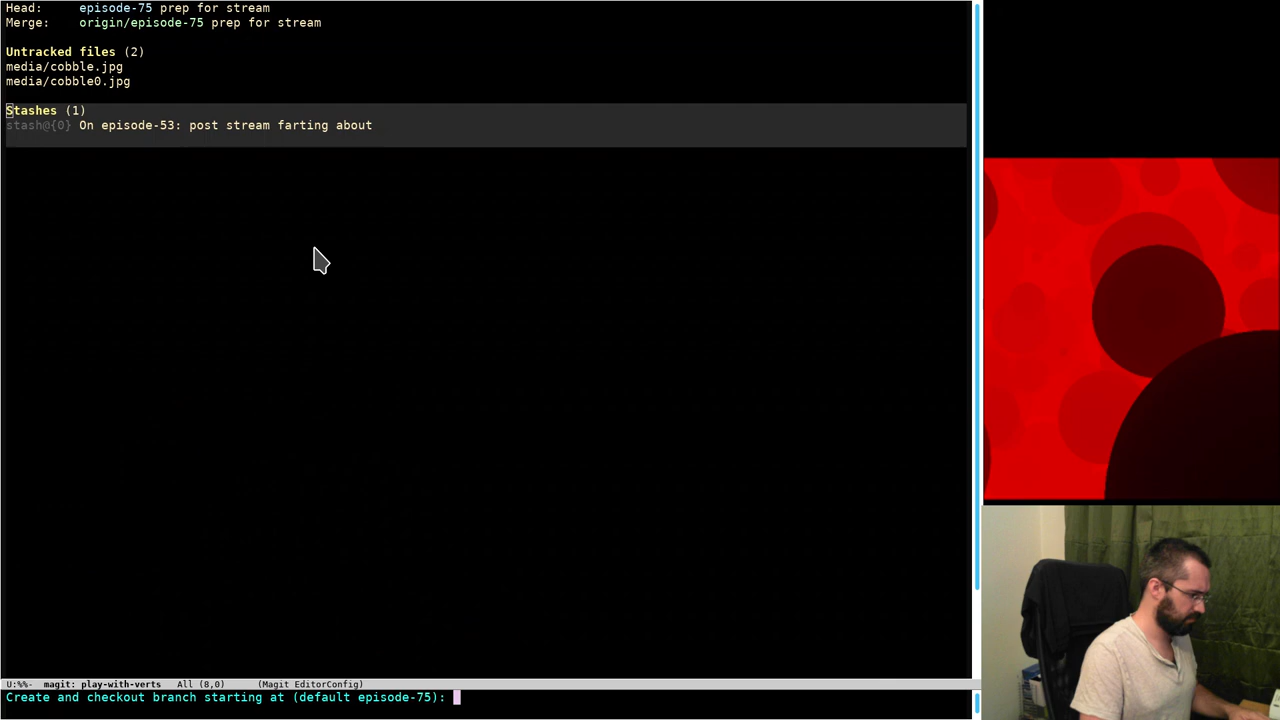 Head:     episode-75 prep for stream
Merge:    origin/episode-75 prep for stream
Untracked files (2)
media/cobble.jpg
media/cobble0.jpg
Stashes (1)
stash@{0} On episode-53: post stream farting about
U:%%-  magit: play-with-verts   All (8,0)      (Magit EditorConfig)
Create and checkout branch starting at (default episode-75):